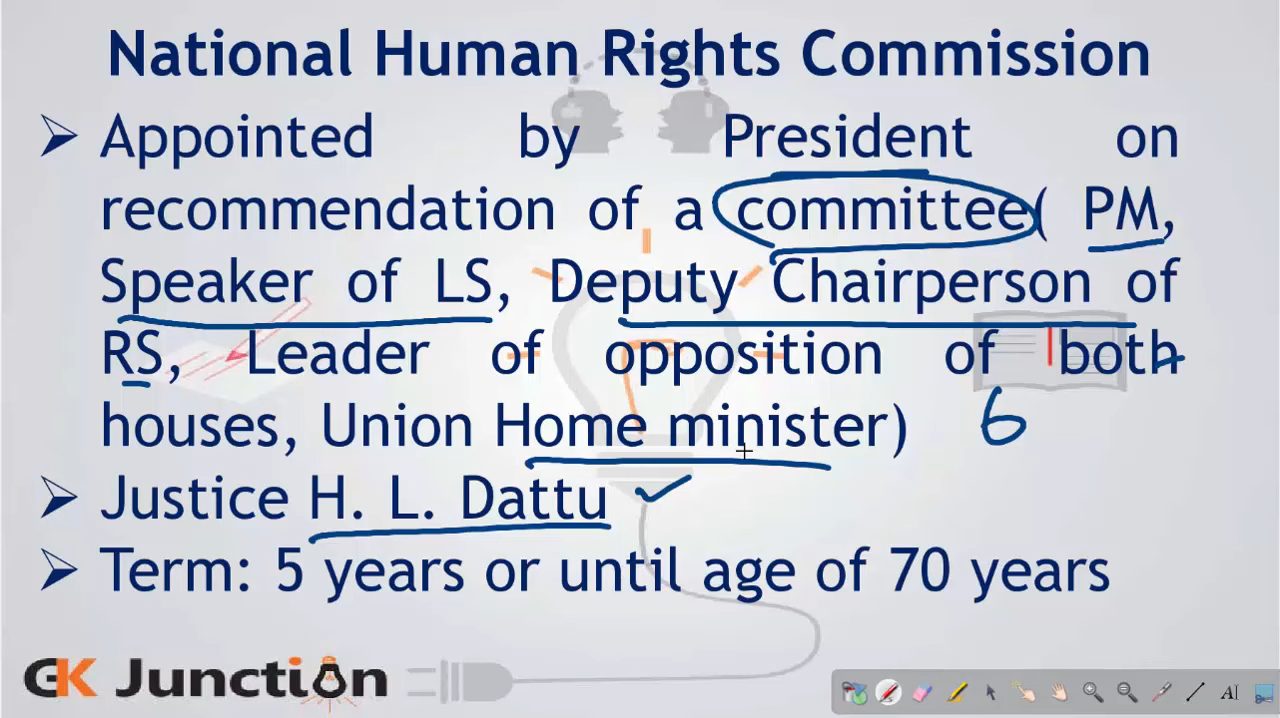 National Human Rights Commission
➢ Appointed by President on
recommendation of a committee( PM,
Speaker of LS, Deputy Chairperson of
RS, Leader of opposition of both
houses, Union Home minister) 6
➢ Justice H. L. Dattu
➢ Term: 5 years or until age of 70 years
GK Junction